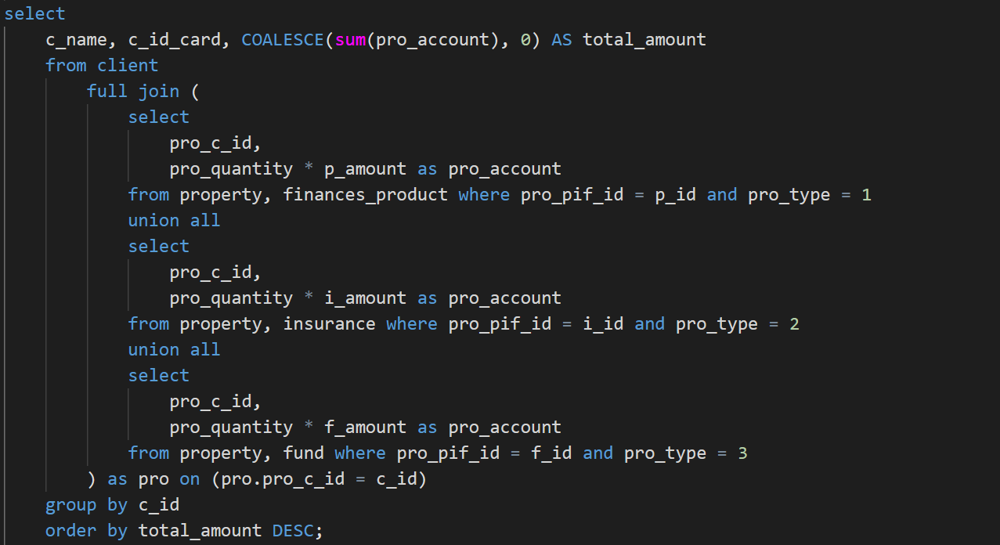 select
c_name, c_id_card, COALESCE(sum(pro_account), 0) AS total_amount
from client
full join (
select
pro_c_id,
pro_quantity * p_amount as pro_account
from property, finances_product where pro_pif_id = p_id and pro_type = 1
union all
select
pro_c_id,
pro_quantity * i_amount as pro_account
from property, insurance where pro_pif_id = i_id and pro_type = 2
union all
select
pro_c_id,
pro_quantity * f_amount as pro_account
from property, fund where pro_pif_id = f_id and pro_type = 3
) as pro on (pro.pro_c_id = c_id)
group by c_id
order by total_amount DESC;